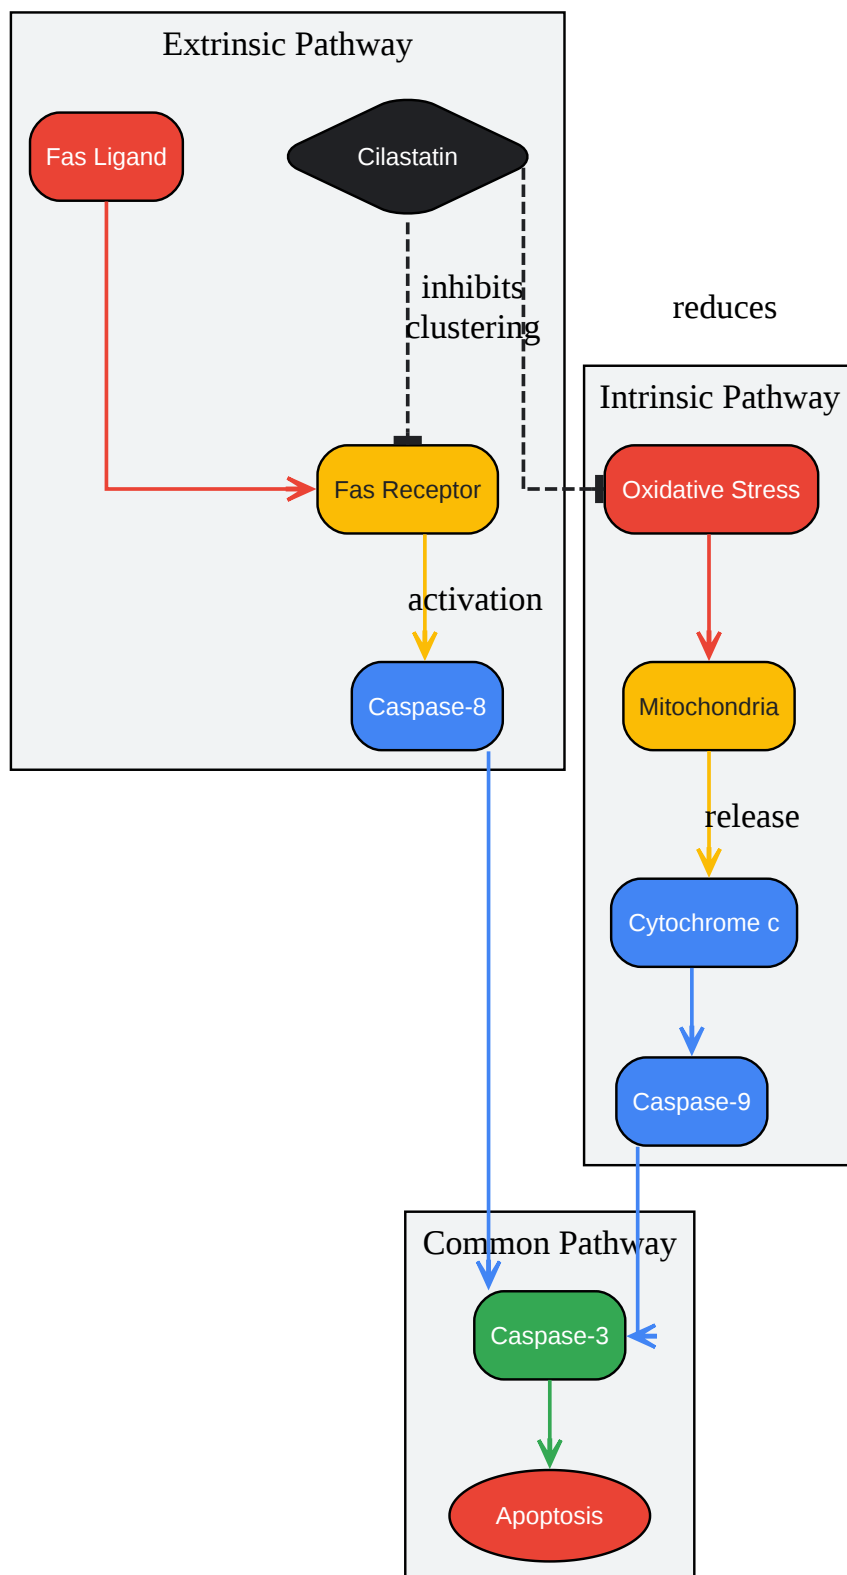 Extrinsic Pathway
Fas Ligand
Cilastatin
inhibits
clustering
reduces
Intrinsic Pathway
Fas Receptor
Oxidative Stress
activation
Caspase-8
Mitochondria
release
Cytochrome c
Caspase-9
Common Pathway
Caspase-3
Apoptosis